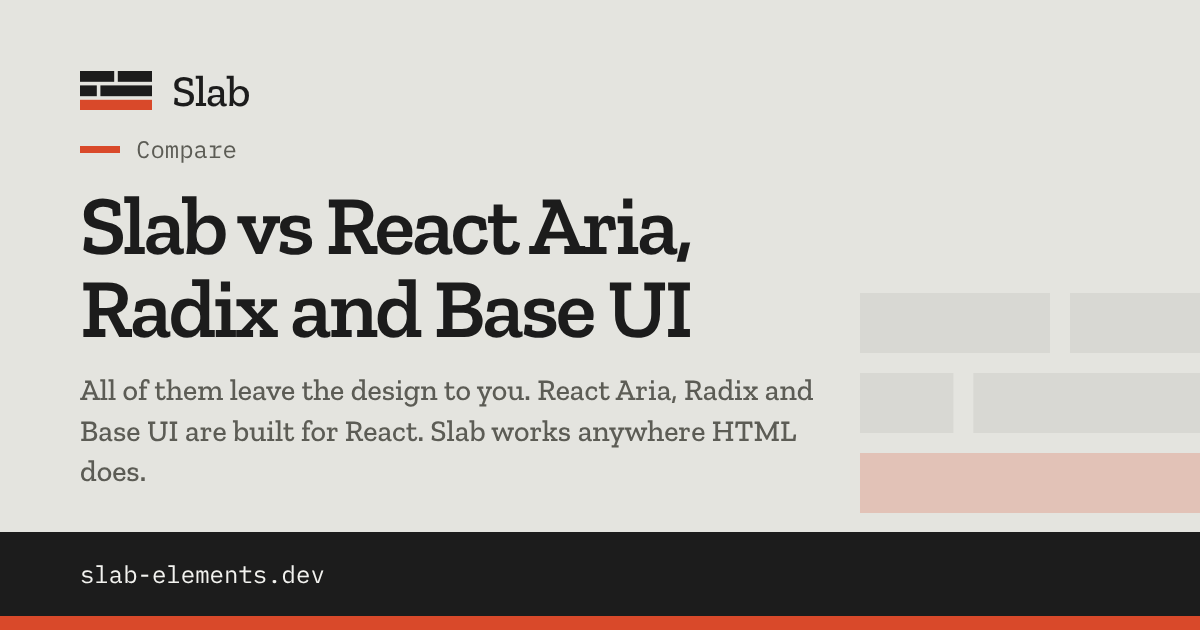 Slab
Compare
Slab vs React Aria,
Radix and Base UI
All of them leave the design to you. React Aria, Radix and
Base UI are built for React. Slab works anywhere HTML
does.
slab-elements.dev